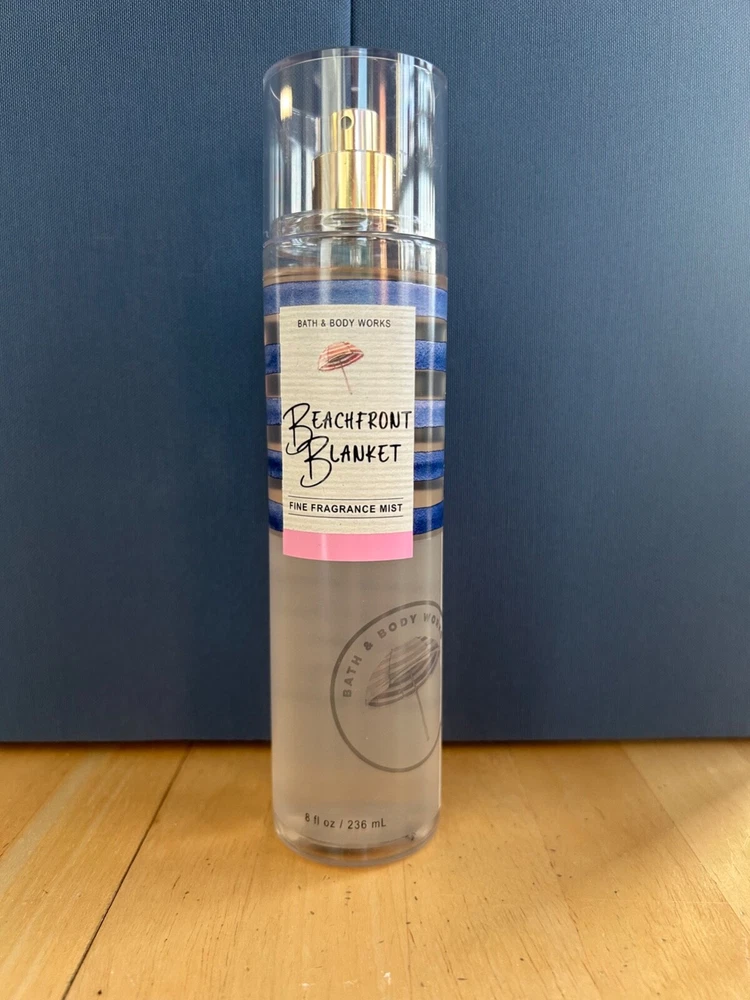 BATH & BODY WORKS
BEACHFRONT
BLANKET
FINE FRAGRANCE MIST
BATH & BODY WORKS
8 fl oz / 236 mL